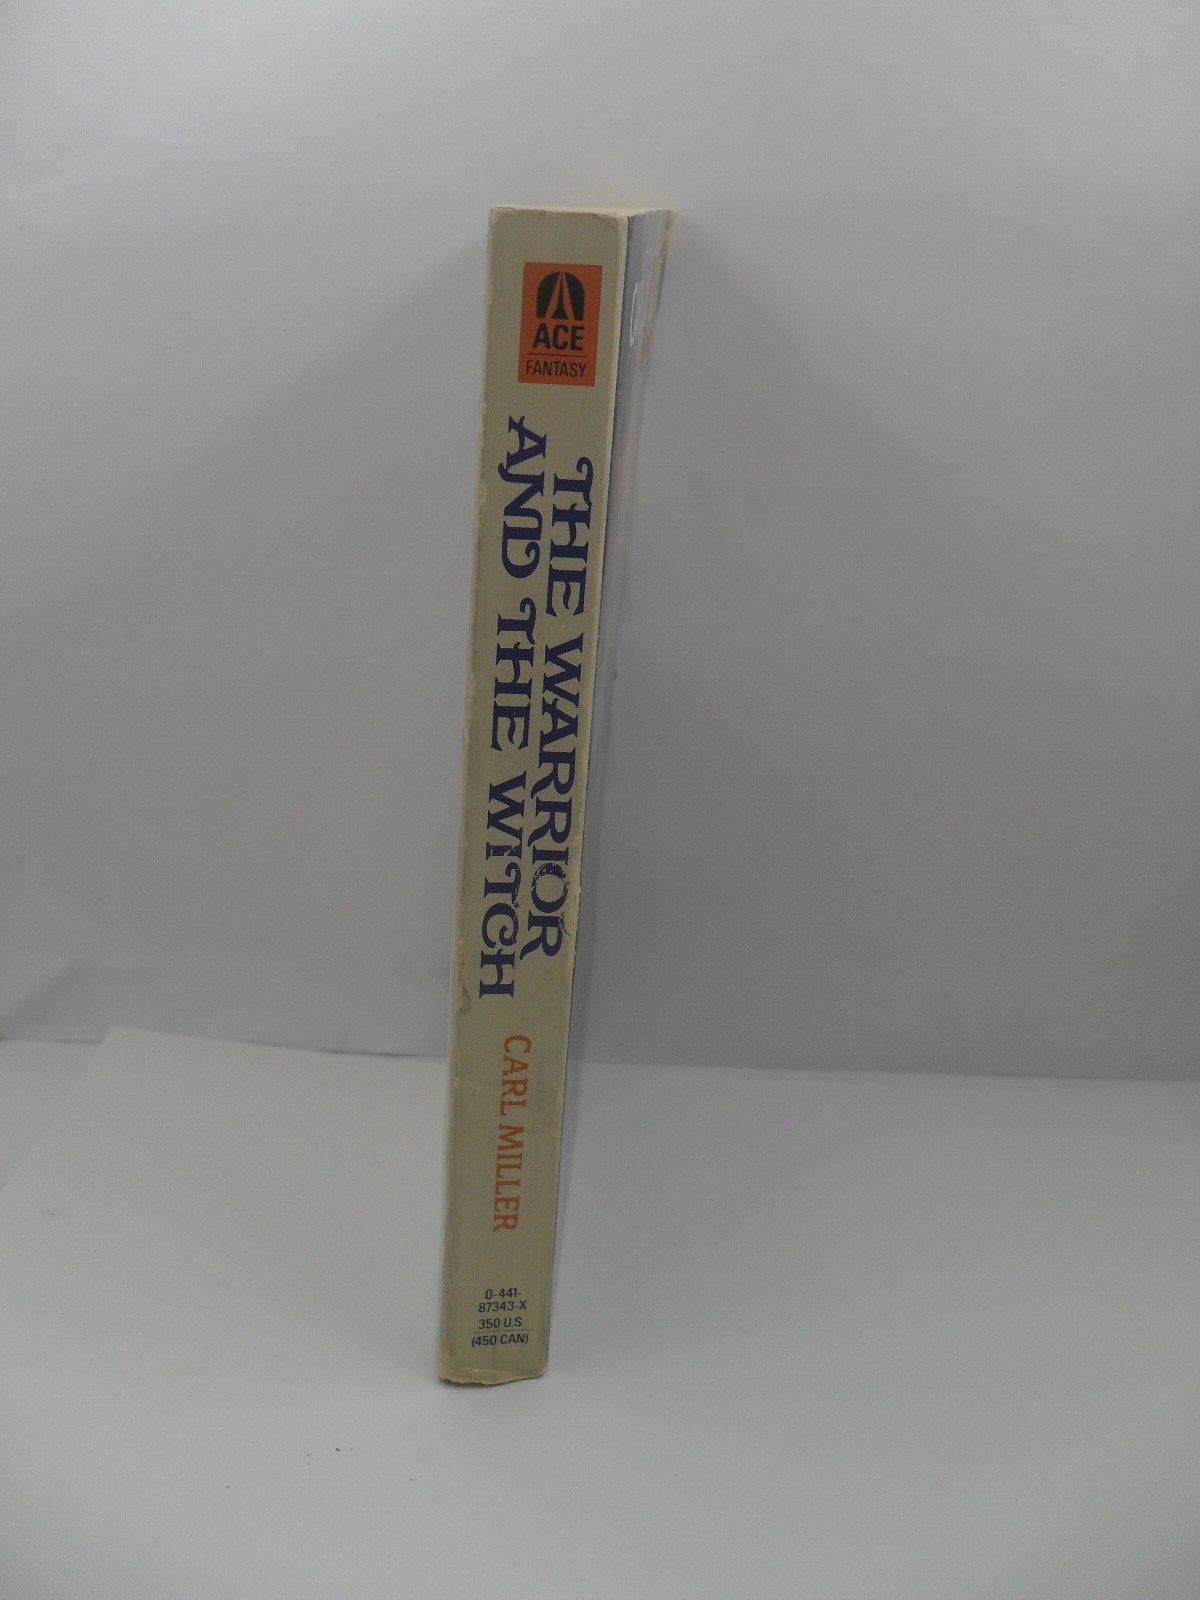 ACE
FANTASY
THE WARRIOR
AND THE WITCH
CARL MILLER
0-441-
87343-X
350 U.S.
(450 CAN)